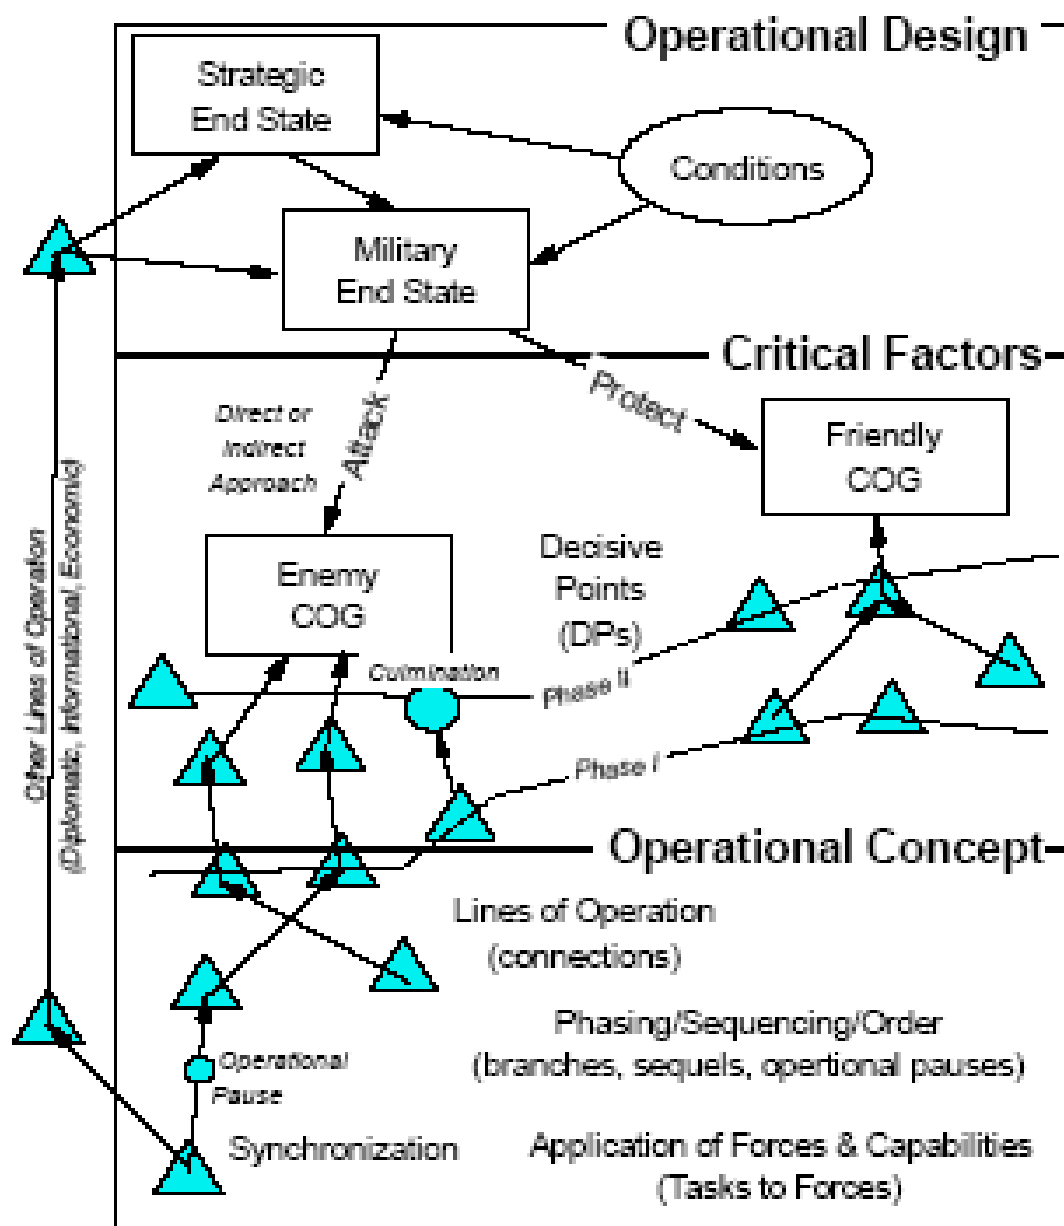 Operational Design
Strategic
End State
Conditions
Military
End State
Critical Factors
Direct or
Indirect
Approach
Attack
Protect
Friendly
COG
Enemy
COG
Decisive
Points
(DPs)
Culmination
Phase II
Phase I
Other Lines of Operation
(Diplomatic, Informational, Economic)
Operational Concept
Lines of Operation
(connections)
Phasing/Sequencing/Order
(branches, sequels, opertional pauses)
Operational
Pause
Synchronization
Application of Forces & Capabilities
(Tasks to Forces)